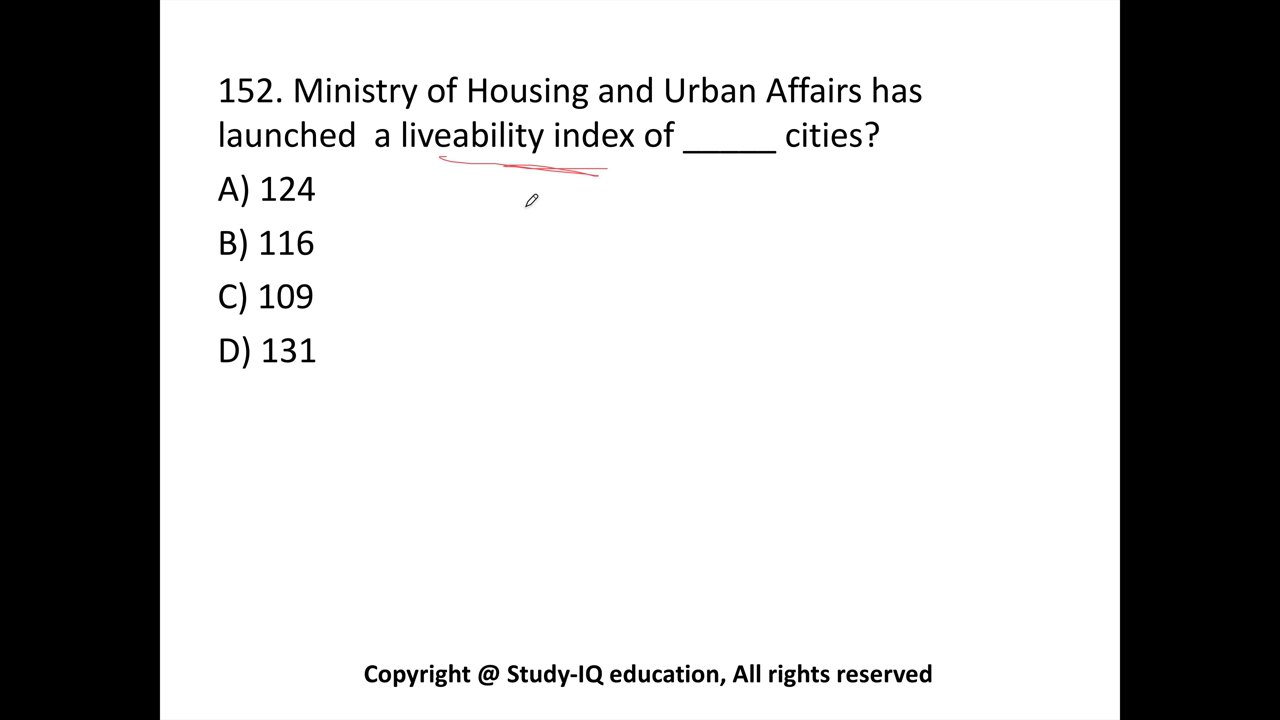 152. Ministry of Housing and Urban Affairs has
launched  a liveability index of _____ cities?
A) 124
B) 116
C) 109
D) 131
Copyright @ Study-IQ education, All rights reserved